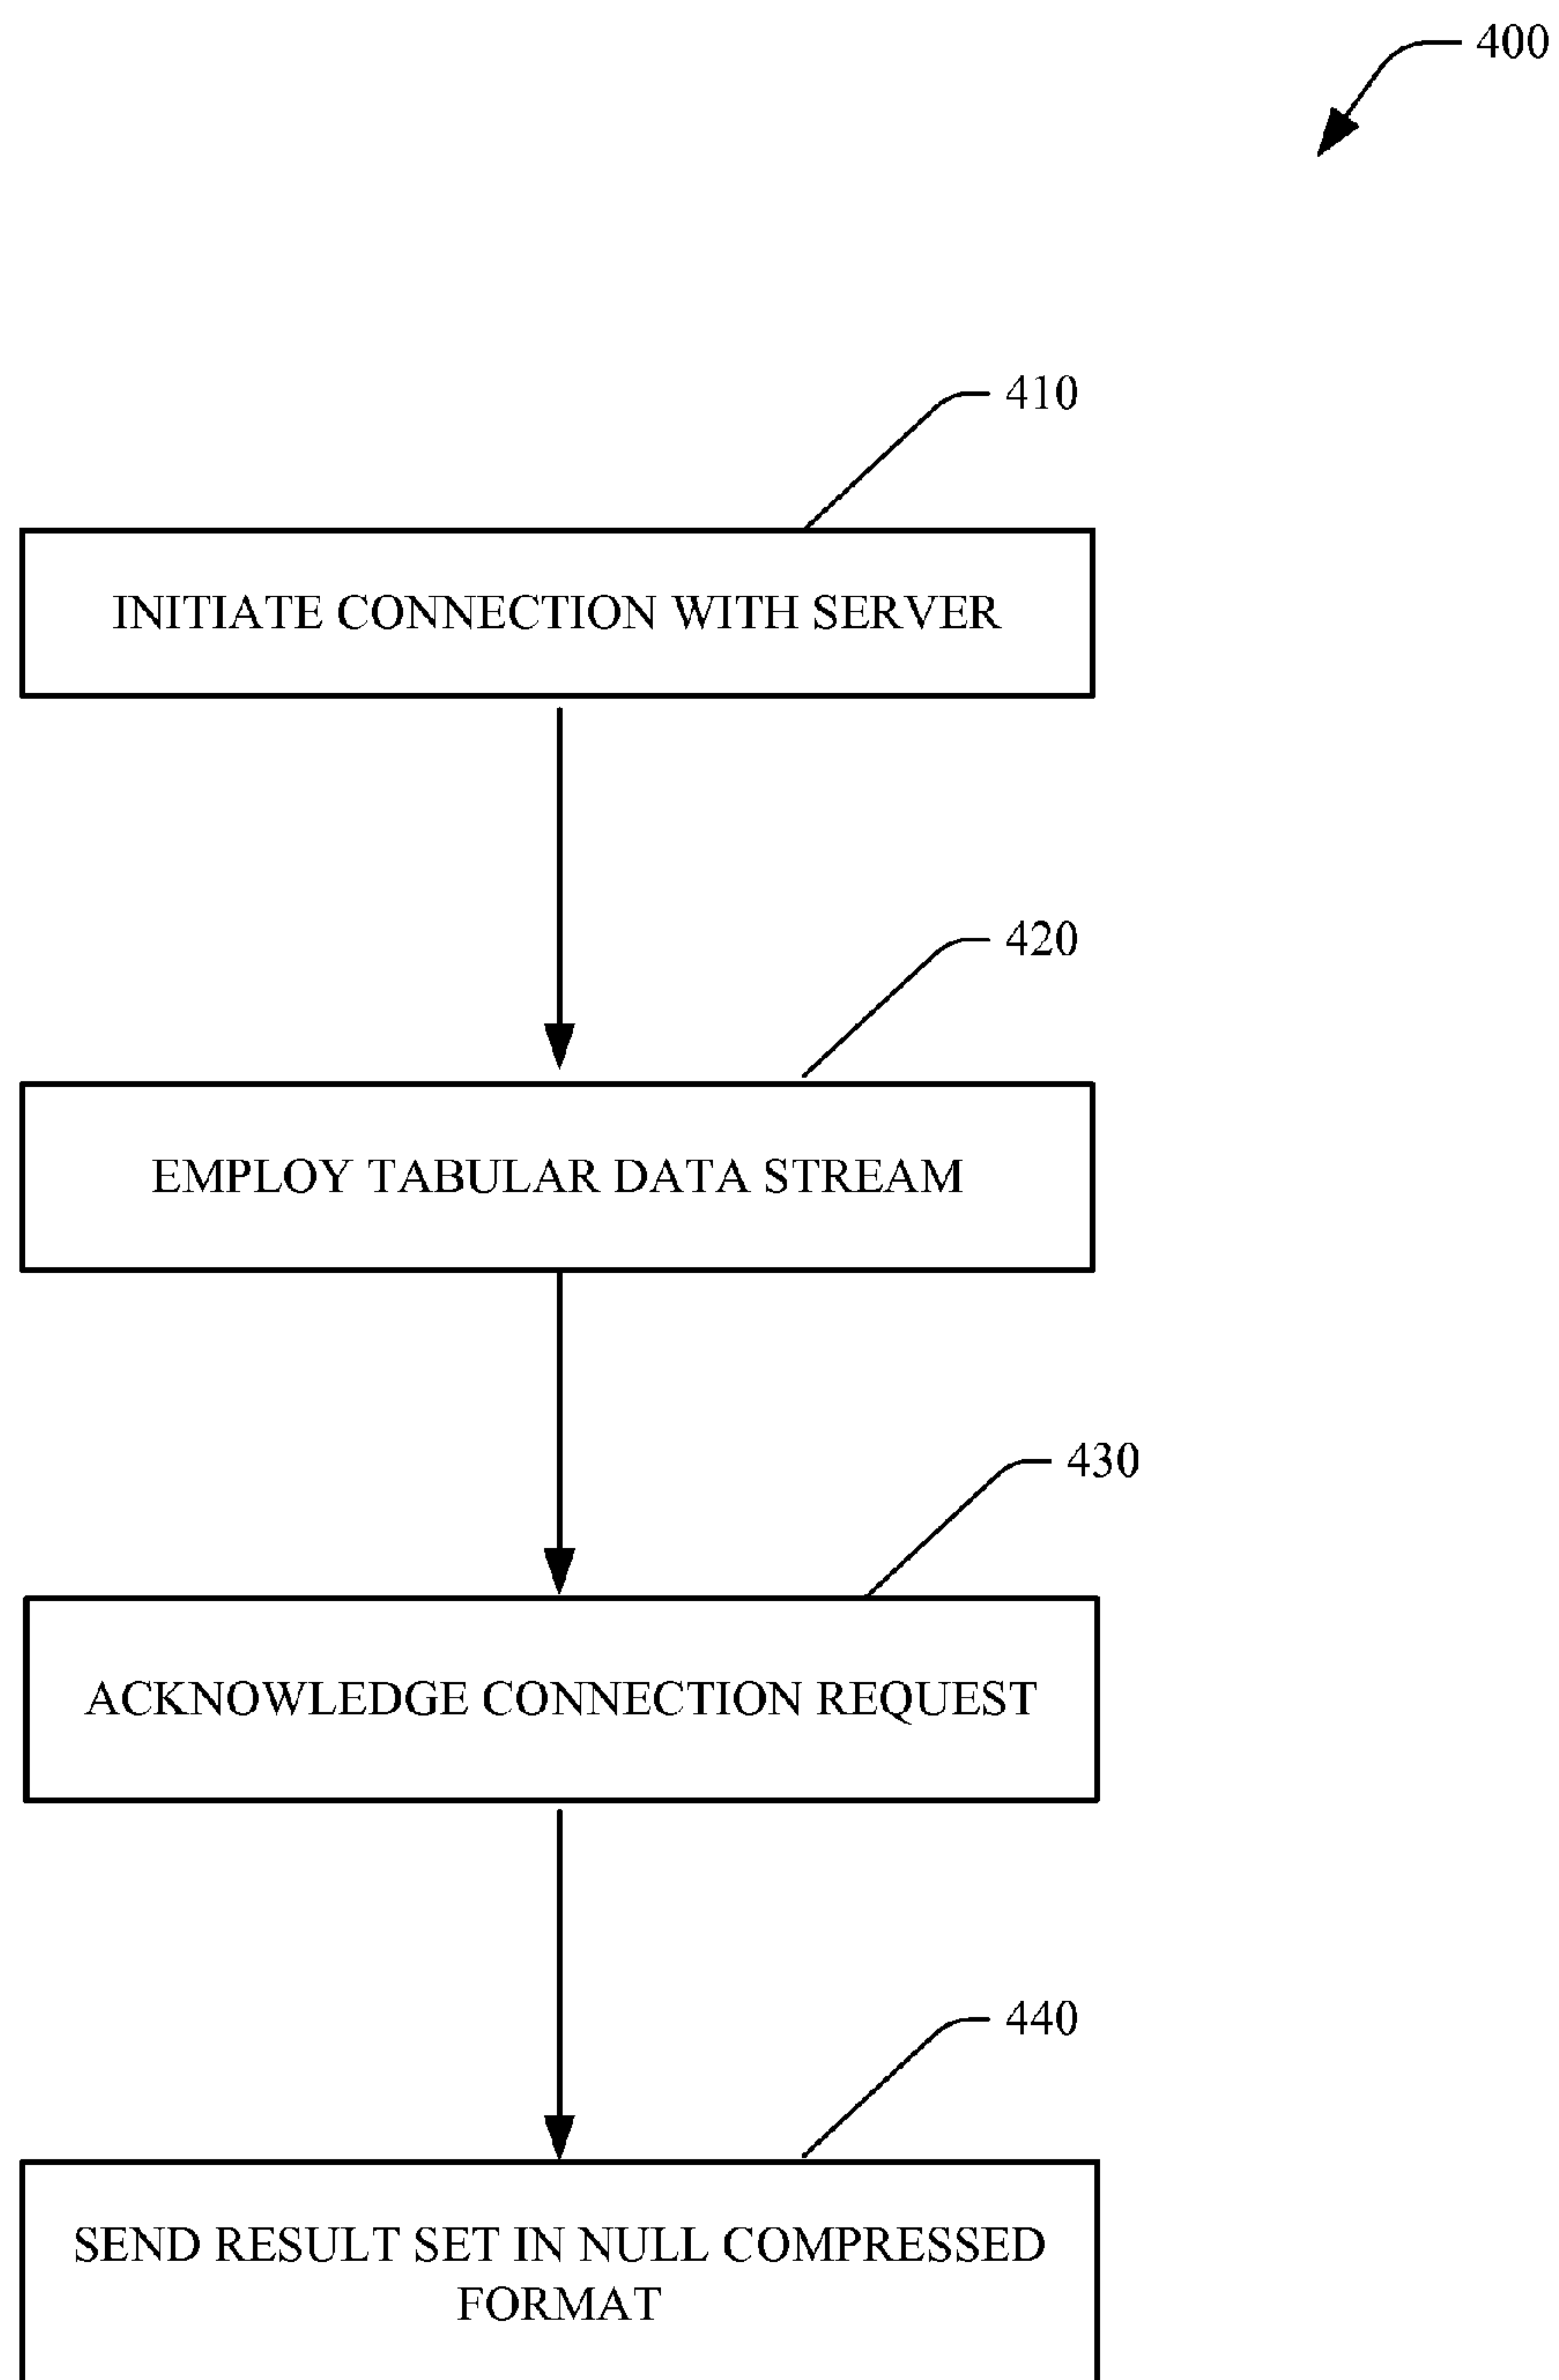 400
410
INITIATE CONNECTION WITH SERVER
420
EMPLOY TABULAR DATA STREAM
430
ACKNOWLEDGE CONNECTION REQUEST
440
SEND RESULT SET IN NULL COMPRESSED
FORMAT